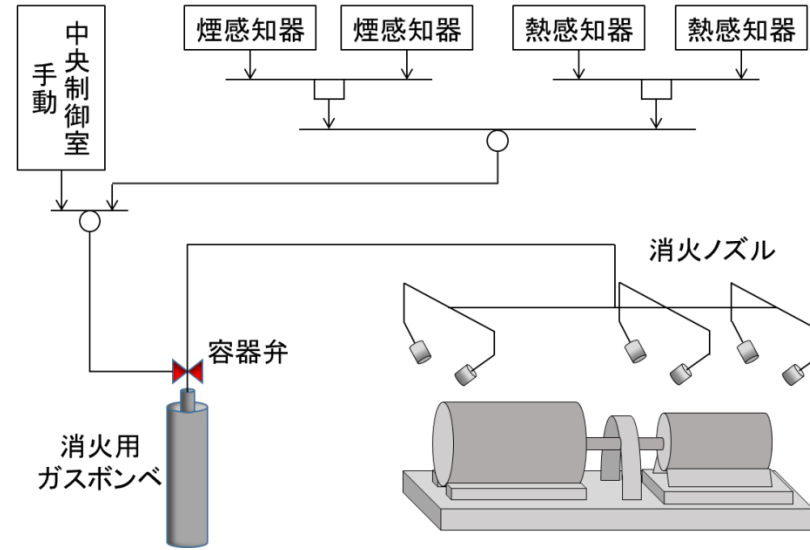 中央制御室
手動
煙感知器
煙感知器
熱感知器
熱感知器
消火ノズル
容器弁
消火用
ガスボンベ